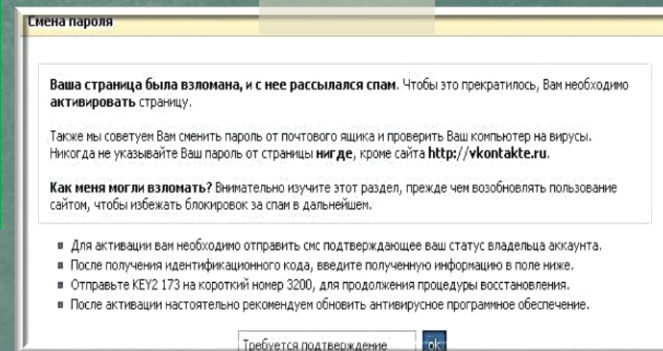 Смена пароля
Ваша страница была взломана, и с нее рассылался спам. Чтобы это прекратилось, Вам необходимо
активировать страницу.
Также мы советуем Вам сменить пароль от почтового ящика и проверить Ваш компьютер на вирусы.
Никогда не указывайте Ваш пароль от страницы нигде, кроме сайта http://vkontakte.ru.
Как меня могли взломать? Внимательно изучите этот раздел, прежде чем возобновлять пользование
сайтом, чтобы избежать блокировок за спам в дальнейшем.
Для активации вам необходимо отправить смс подтверждающее ваш статус владельца аккаунта.
После получения идентификационного кода, введите полученную информацию в поле ниже.
Отправьте KEY2 173 на короткий номер 3200, для продолжения процедуры восстановления.
После активации настоятельно рекомендуем обновить антивирусное программное обеспечение.
Требуется подтверждение ok